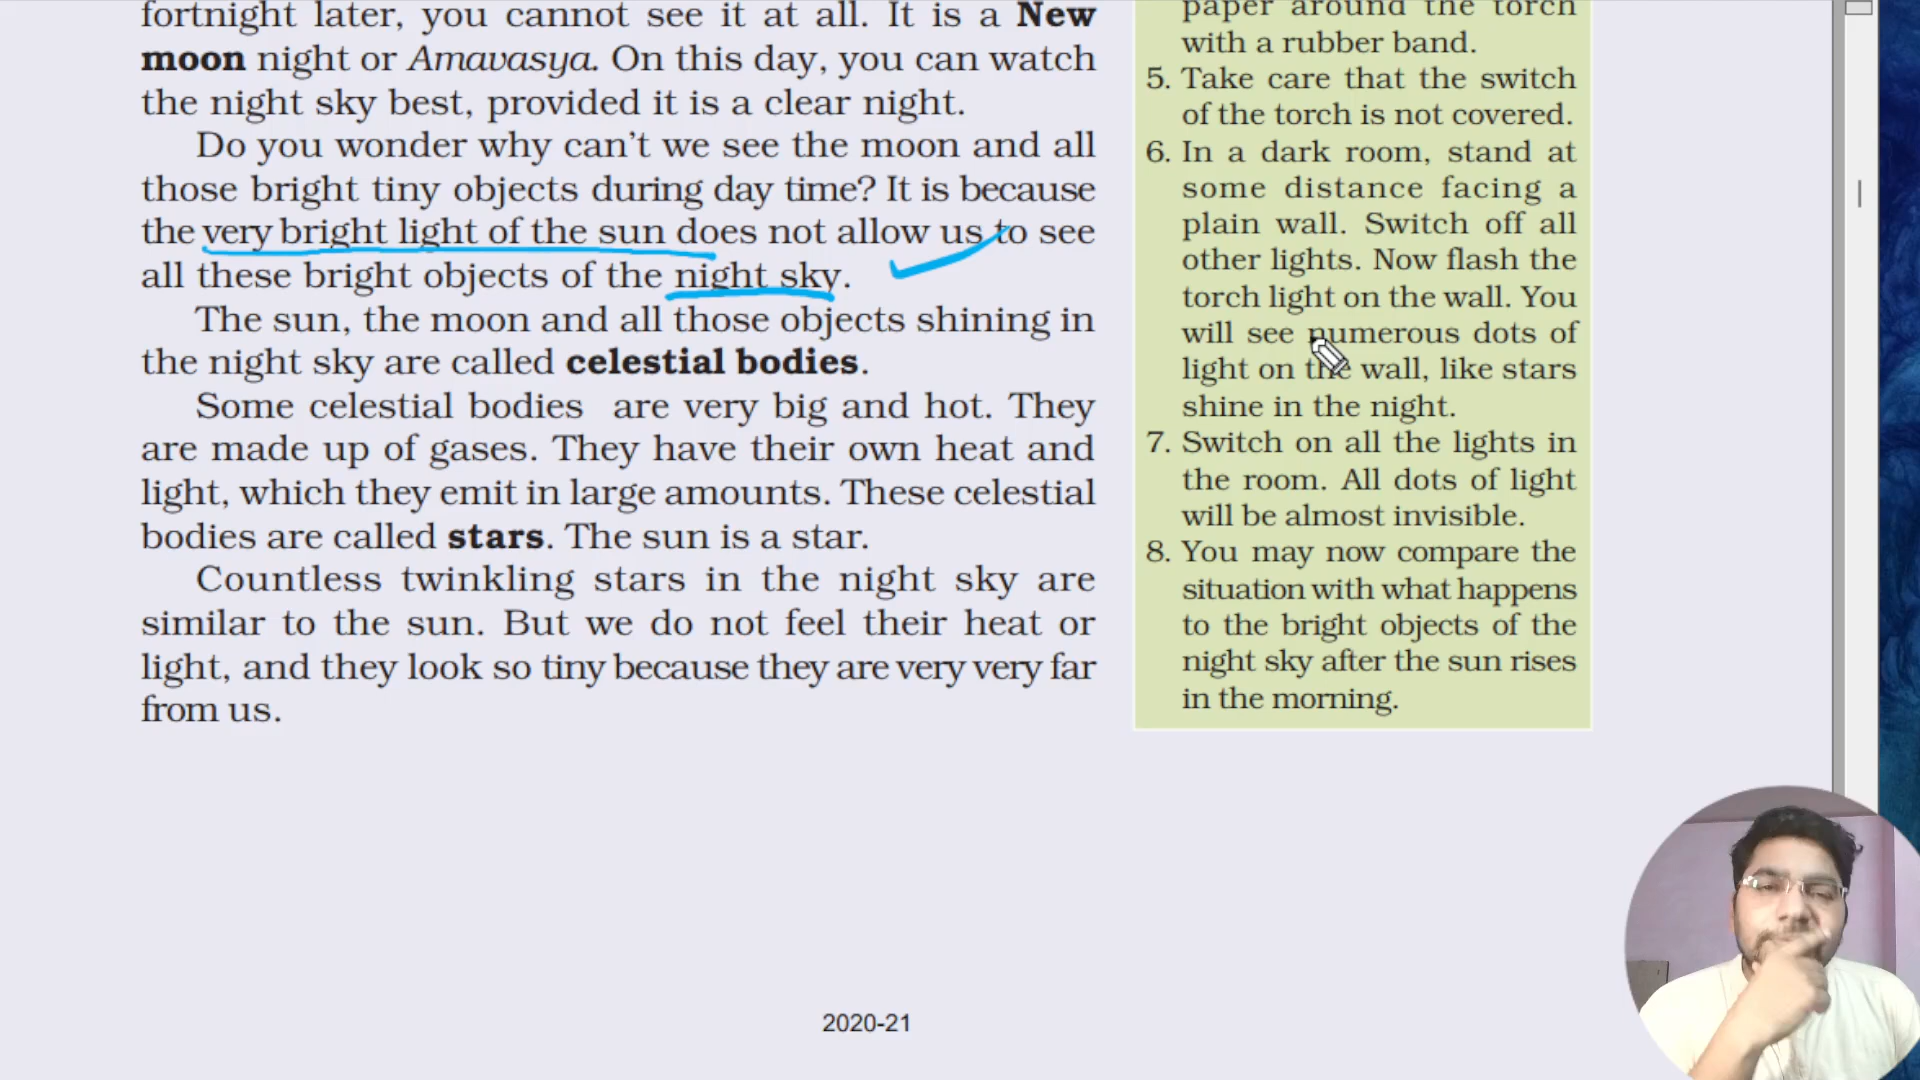 fortnight later, you cannot see it at all. It is a New
moon night or Amavasya. On this day, you can watch
the night sky best, provided it is a clear night.
Do you wonder why can’t we see the moon and all
those bright tiny objects during day time? It is because
the very bright light of the sun does not allow us to see
all these bright objects of the night sky.
The sun, the moon and all those objects shining in
the night sky are called celestial bodies.
Some celestial bodies are very big and hot. They
are made up of gases. They have their own heat and
light, which they emit in large amounts. These celestial
bodies are called stars. The sun is a star.
Countless twinkling stars in the night sky are
similar to the sun. But we do not feel their heat or
light, and they look so tiny because they are very very far
from us.
paper around the torch
with a rubber band.
5. Take care that the switch
of the torch is not covered.
6. In a dark room, stand at
some distance facing a
plain wall. Switch off all
other lights. Now flash the
torch light on the wall. You
will see numerous dots of
light on the wall, like stars
shine in the night.
7. Switch on all the lights in
the room. All dots of light
will be almost invisible.
8. You may now compare the
situation with what happens
to the bright objects of the
night sky after the sun rises
in the morning.
2020-21